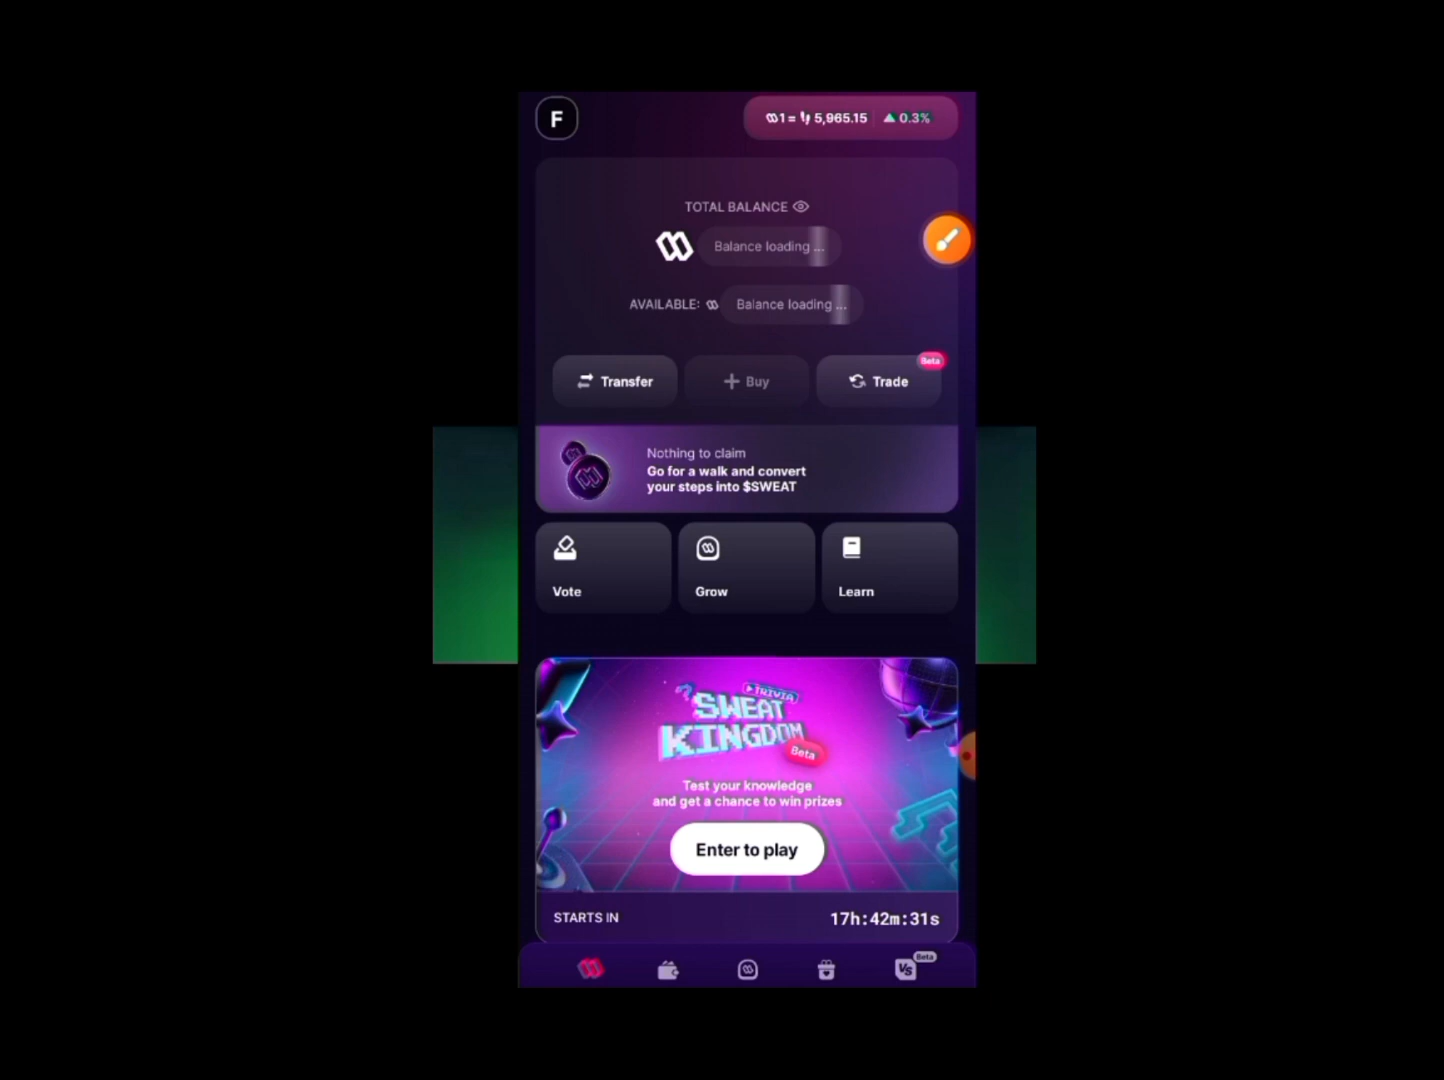 F
1 = 5,965.15 0.3%
TOTAL BALANCE
Balance loading ...
AVAILABLE: Balance loading ...
Beta
Transfer Buy Trade
Nothing to claim
Go for a walk and convert
your steps into $SWEAT
Vote Grow Learn
TRIVIA
SWEAT
KINGDOM
Beta
Test your knowledge
and get a chance to win prizes
Enter to play
STARTS IN 17h:42m:31s
Beta
VS